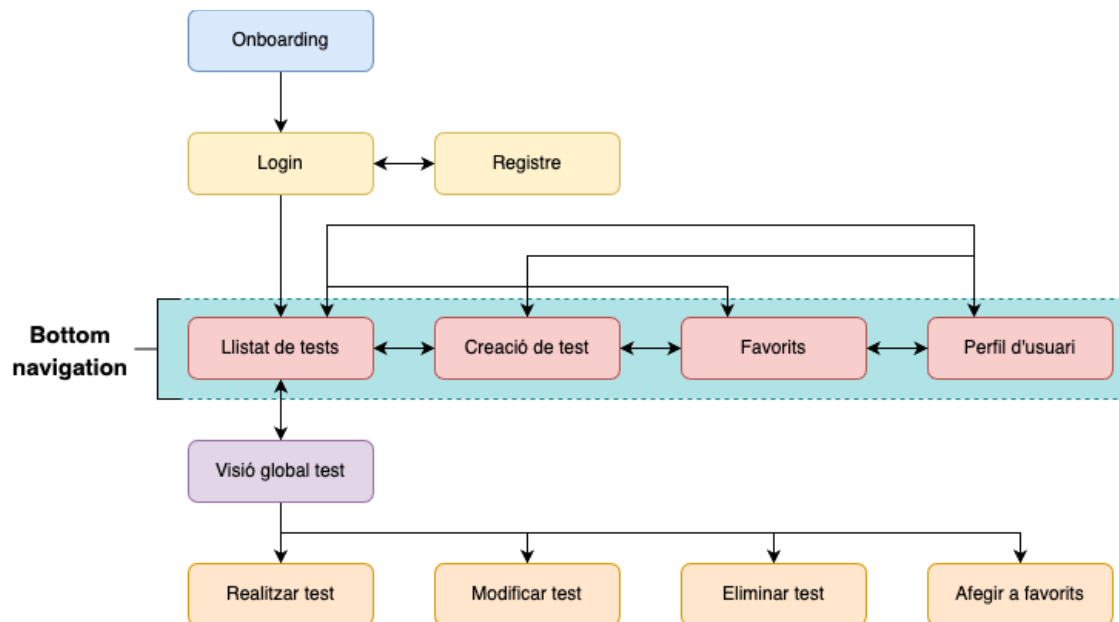 Onboarding
Login
Registre
Bottom
navigation
Llistat de tests
Creació de test
Favorits
Perfil d'usuari
Visió global test
Realitzar test
Modificar test
Eliminar test
Afegir a favorits